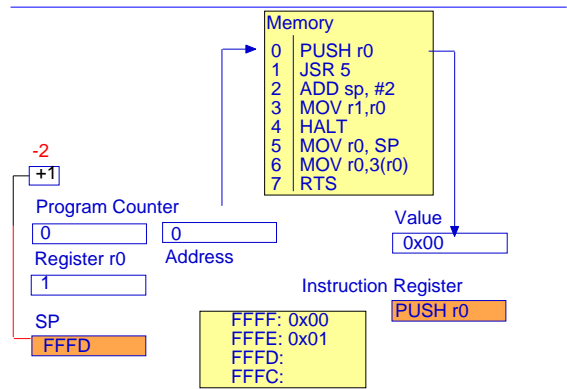 Memory
0 PUSH r0
1 JSR 5
2 ADD sp, #2
3 MOV r1,r0
4 HALT
5 MOV r0, SP
6 MOV r0,3(r0)
7 RTS
-2
+1
Program Counter
0
0
Address
Value
0x00
Register r0
1
Instruction Register
PUSH r0
SP
FFFD
FFFF: 0x00
FFFE: 0x01
FFFD:
FFFC: